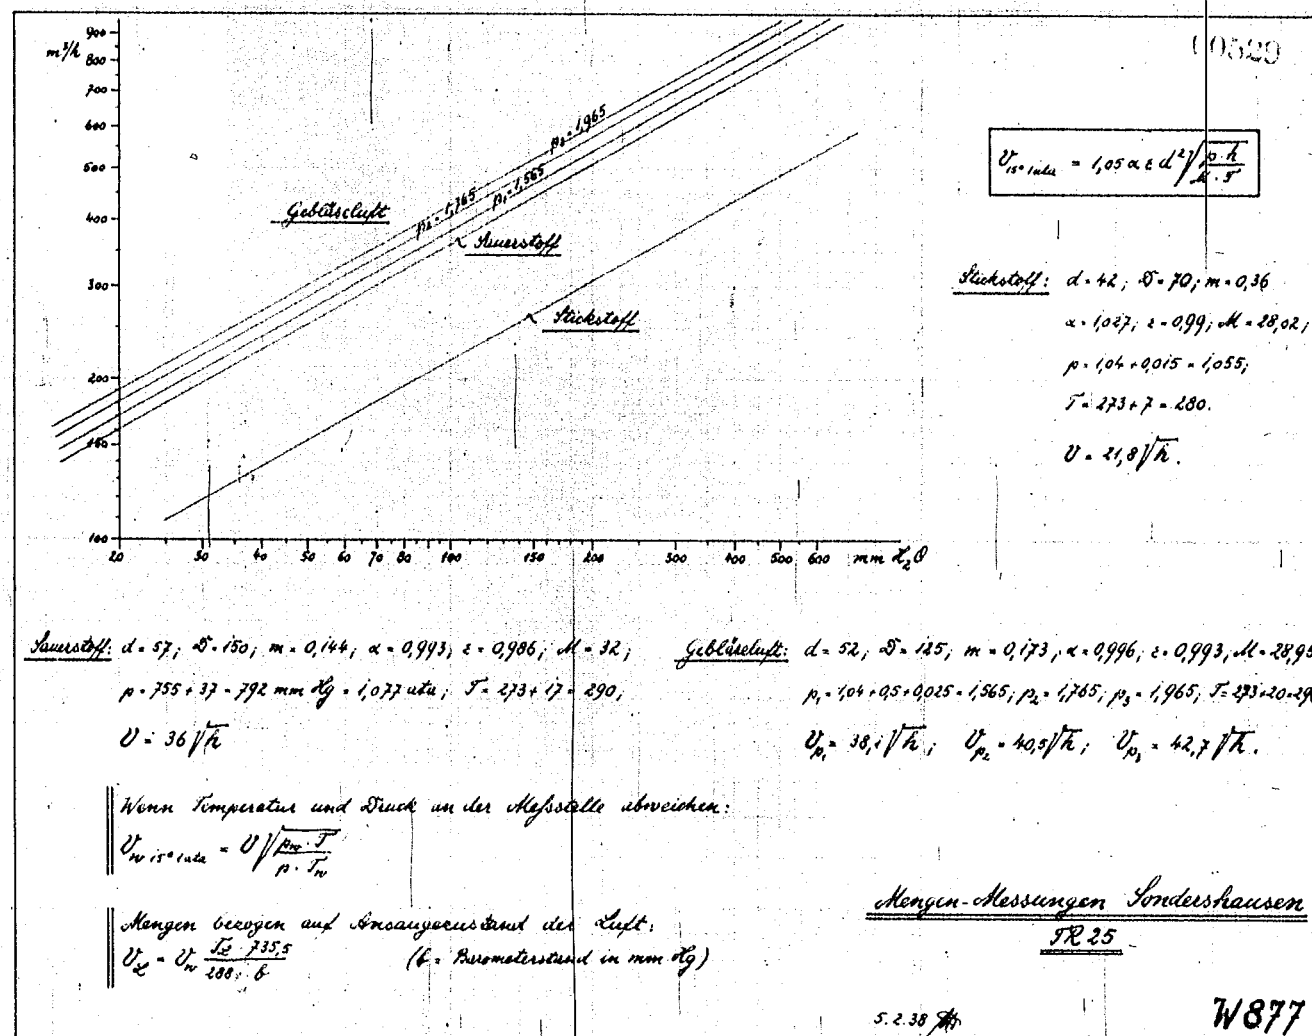 00529
m³/h
900
800
700
600
500
400
300
200
150
100
20 30 40 50 60 70 80 100 150 200 300 400 500 600 mm H₂O
p₃ = 1,965
p₂ = 1,765
p₁ = 1,565
Gebläseluft
Sauerstoff
Stickstoff
V₁₅° ₁ₐₜₐ = 1,05 α ε d² √(p · h / M · T)
Stickstoff: d = 42; D = 70; m = 0,36
α = 1,027; ε = 0,99; M = 28,02;
p = 1,04 + 0,015 = 1,055;
T = 273 + 7 = 280.
V = 21,8 √h.
Sauerstoff: d = 57; D = 150; m = 0,144; α = 0,993; ε = 0,986; M = 32;
p = 755 + 37 = 792 mm Hg = 1,077 ata; T = 273 + 17 = 290;
V = 36 √h
Gebläseluft: d = 52; D = 125; m = 0,173; α = 0,996; ε = 0,993; M = 28,95
p₁ = 1,04 + 0,5 + 0,025 = 1,565; p₂ = 1,765; p₃ = 1,965; T = 273 + 20 = 29
Vp₁ = 38,1 √h; Vp₂ = 40,5 √h; Vp₃ = 42,7 √h.
Wenn Temperatur und Druck an der Meßstelle abweichen:
Vw 15° 1ata = V √(pw · T / p · Tw)
Mengen bezogen auf Ansaugezustand der Luft:
V𝓛 = Vw T𝓛 · 735,5 / 288 · b (b = Barometerstand in mm Hg)
Mengen-Messungen Sondershausen
TR 25
5.2.38
W877